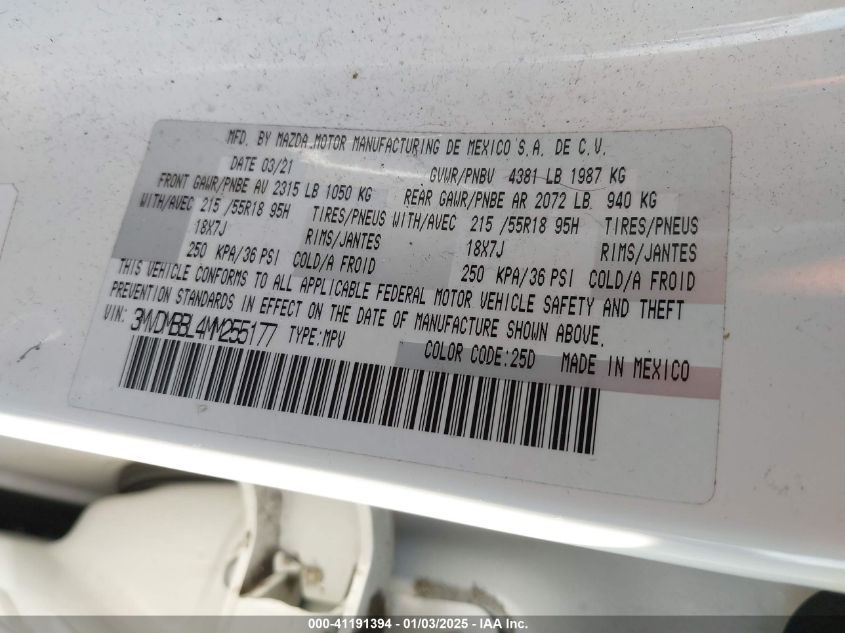 MFD. BY MAZDA MOTOR MANUFACTURING DE MEXICO S.A. DE C.V.
DATE 03/21 GVWR/PNBV 4381 LB 1987 KG
FRONT GAWR/PNBE AV 2315 LB 1050 KG REAR GAWR/PNBE AR 2072 LB 940 KG
WITH/AVEC 215 /55R18 95H TIRES/PNEUS WITH/AVEC 215 /55R18 95H TIRES/PNEUS
18X7J RIMS/JANTES 18X7J RIMS/JANTES
250 KPA/36 PSI COLD/A FROID 250 KPA/36 PSI COLD/A FROID
THIS VEHICLE CONFORMS TO ALL APPLICABLE FEDERAL MOTOR VEHICLE SAFETY AND THEFT
PREVENTION STANDARDS IN EFFECT ON THE DATE OF MANUFACTURE SHOWN ABOVE.
VIN: 3MVDMBBL4MM255177 TYPE:MPV
COLOR CODE:25D MADE IN MEXICO
000-41191394 - 01/03/2025 - IAA Inc.